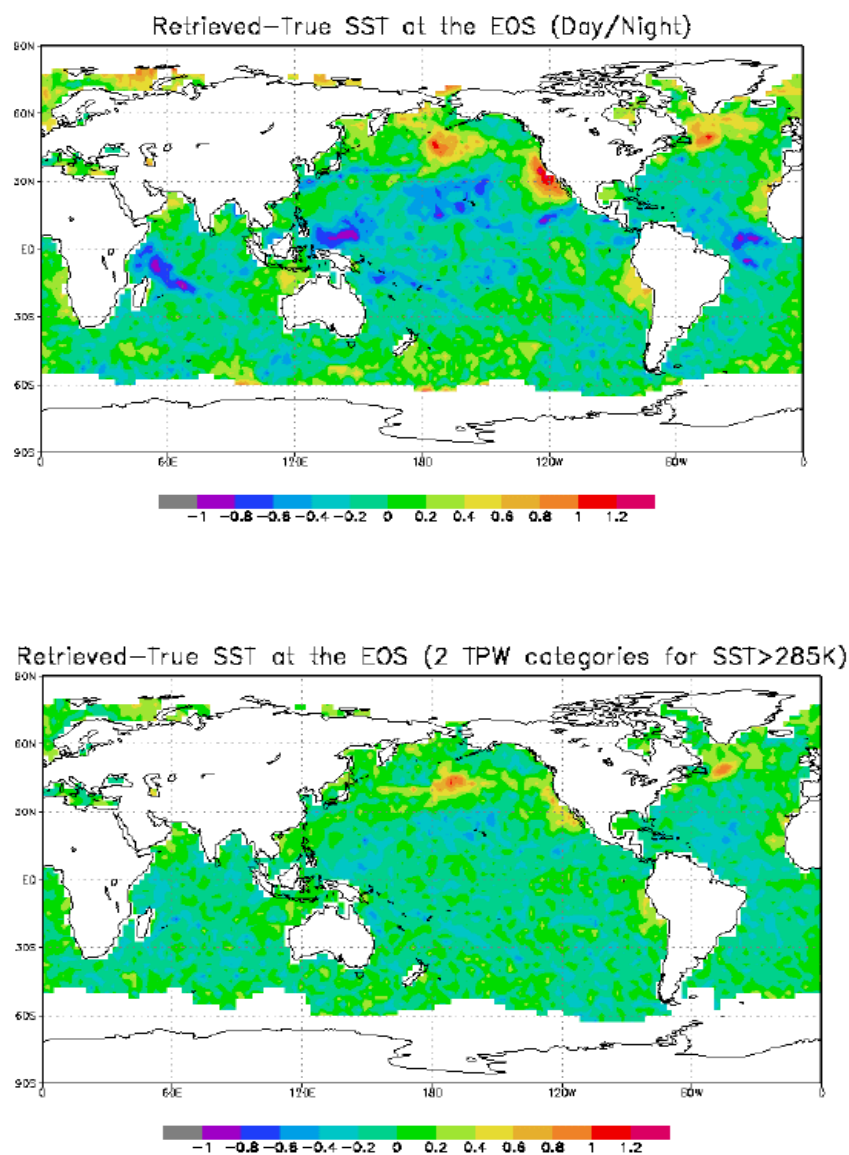 Retrieved-True SST at the EOS (Day/Night)
90N
60N
30N
EQ
30S
60S
90S
0 60E 120E 180 120W 60W 0
-1 -0.8 -0.6 -0.4 -0.2 0 0.2 0.4 0.6 0.8 1 1.2
Retrieved-True SST at the EOS (2 TPW categories for SST>285K)
90N
60N
30N
EQ
30S
60S
90S
0 60E 120E 180 120W 60W 0
-1 -0.8 -0.6 -0.4 -0.2 0 0.2 0.4 0.6 0.8 1 1.2